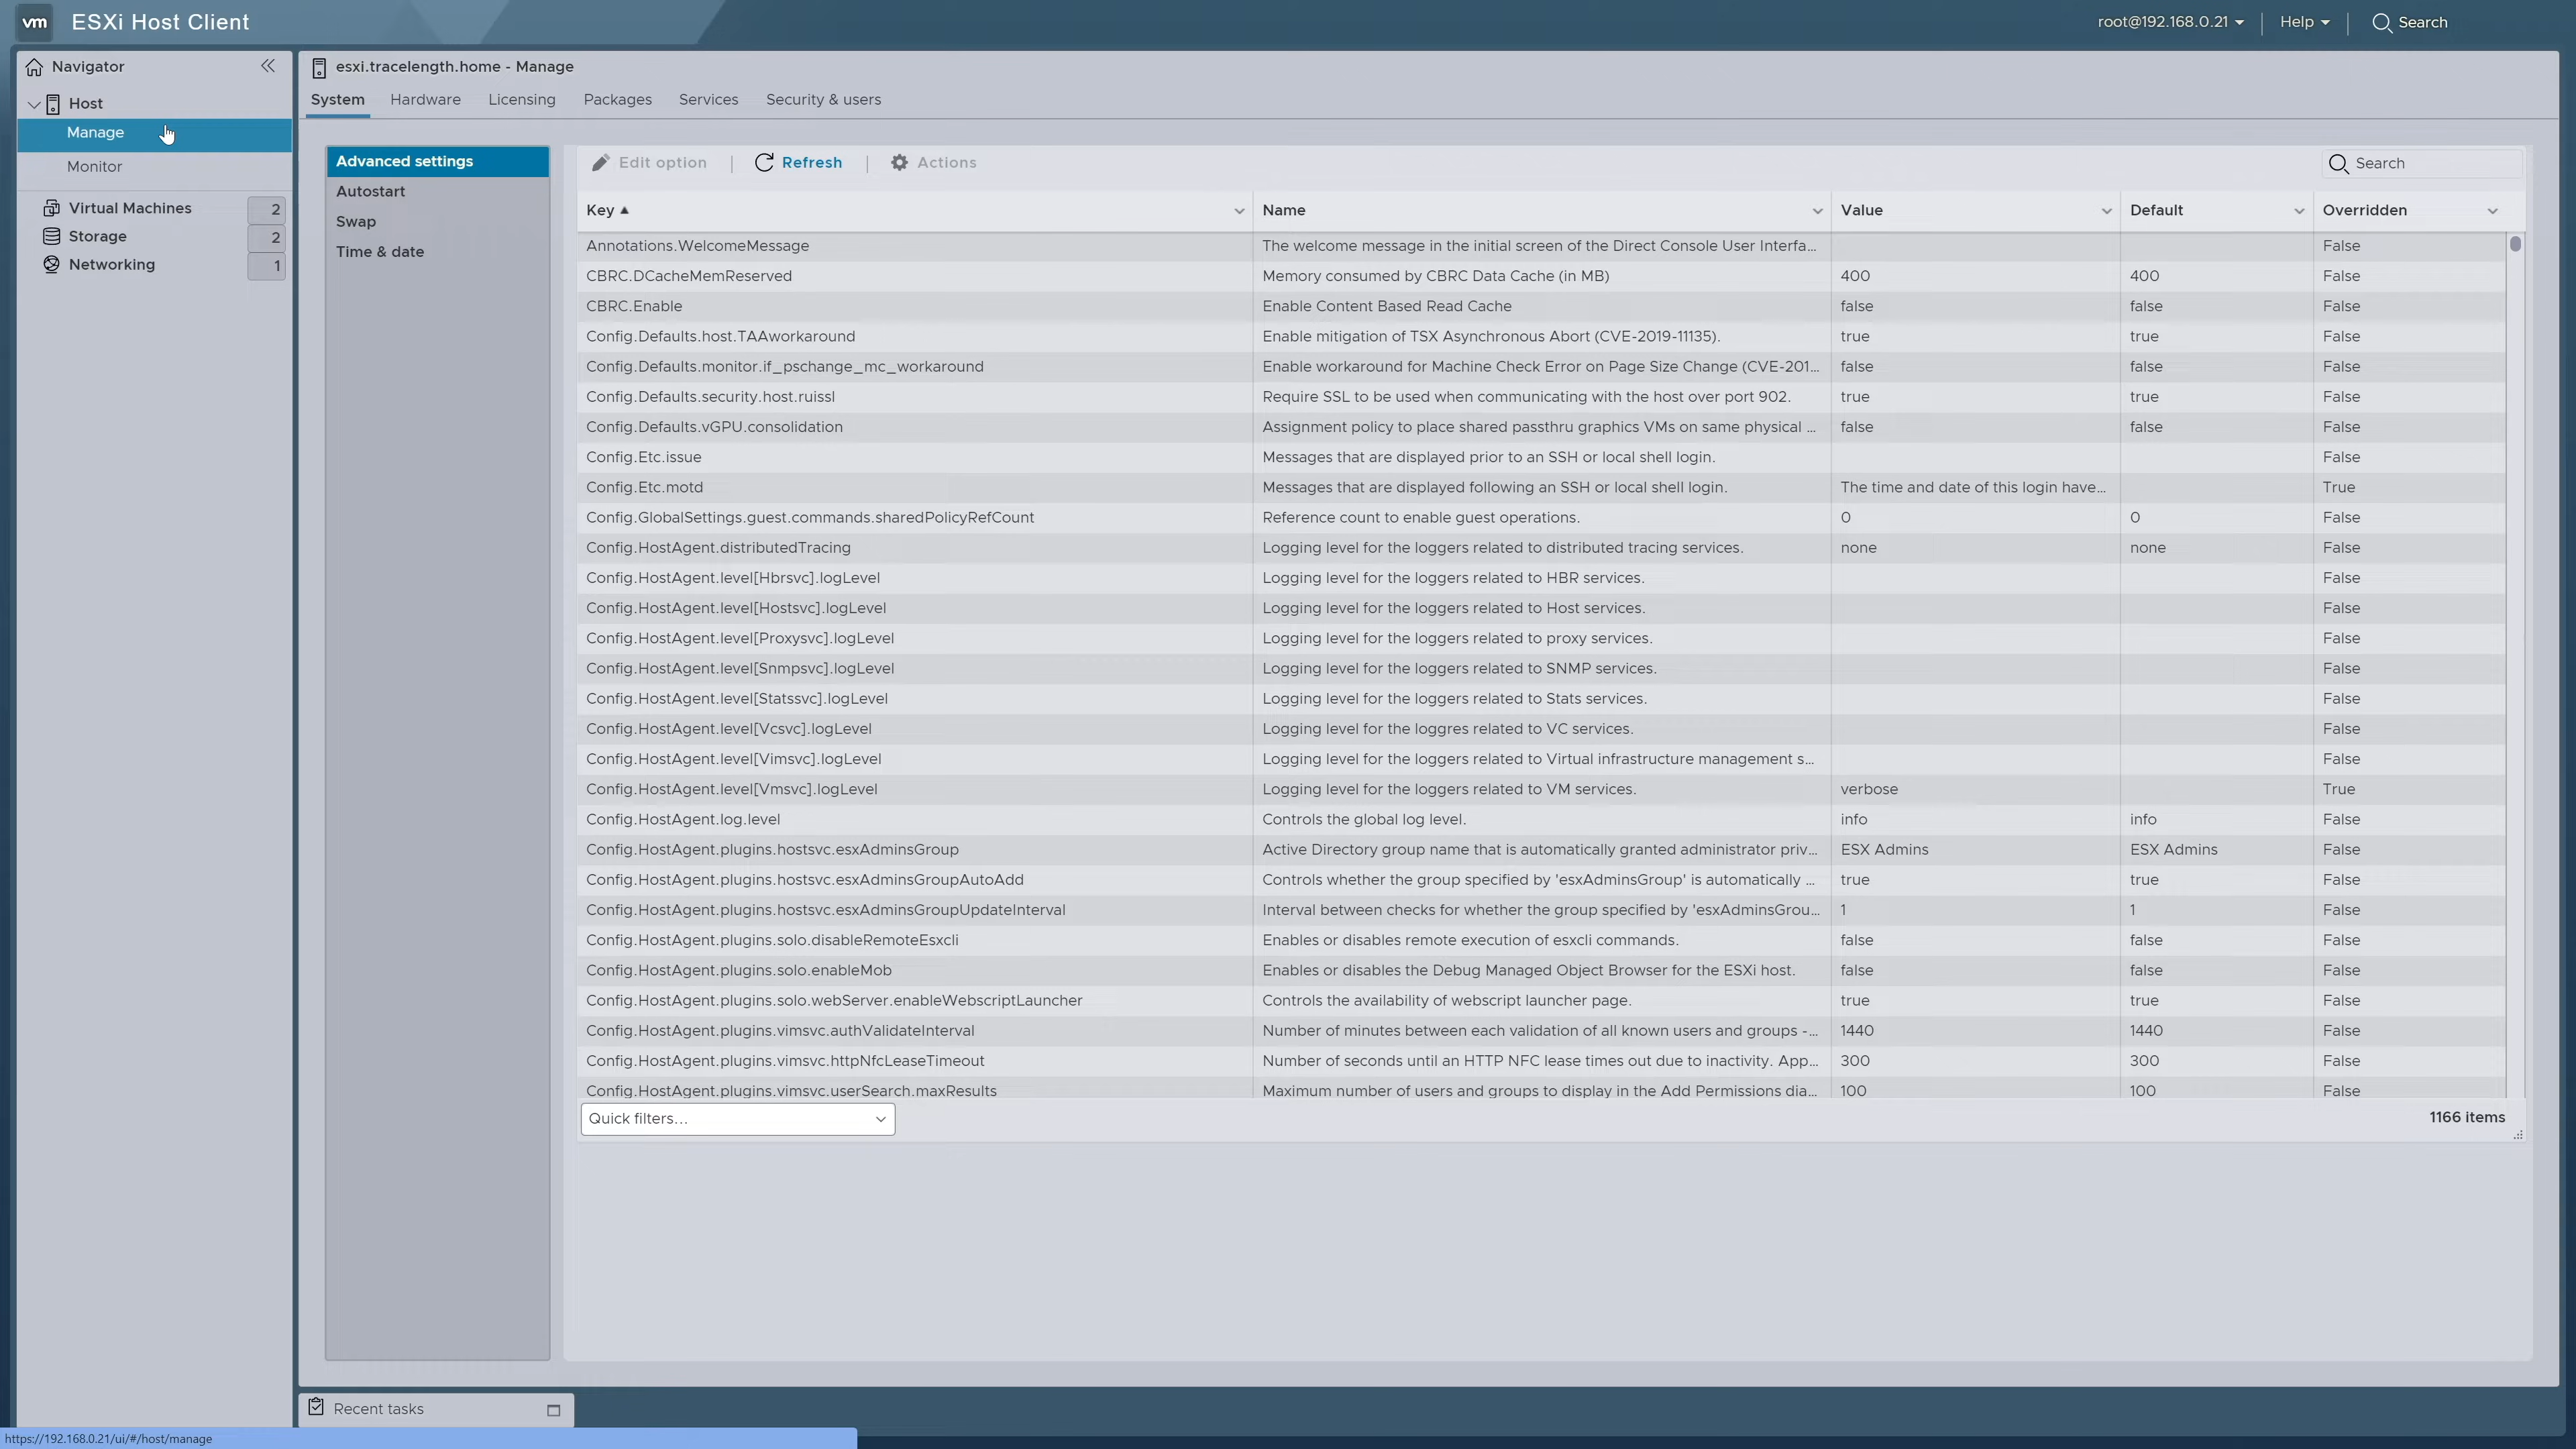 vm ESXi Host Client root@192.168.0.21 Help Search
Navigator
Host
Manage
Monitor
Virtual Machines 2
Storage 2
Networking 1
esxi.tracelength.home - Manage
System Hardware Licensing Packages Services Security & users
Advanced settings
Autostart
Swap
Time & date
Edit option | Refresh | Actions Search
Key Name Value Default Overridden
Annotations.WelcomeMessage The welcome message in the initial screen of the Direct Console User Interfa... False
CBRC.DCacheMemReserved Memory consumed by CBRC Data Cache (in MB) 400 400 False
CBRC.Enable Enable Content Based Read Cache false false False
Config.Defaults.host.TAAworkaround Enable mitigation of TSX Asynchronous Abort (CVE-2019-11135). true true False
Config.Defaults.monitor.if_pschange_mc_workaround Enable workaround for Machine Check Error on Page Size Change (CVE-201... false false False
Config.Defaults.security.host.ruissl Require SSL to be used when communicating with the host over port 902. true true False
Config.Defaults.vGPU.consolidation Assignment policy to place shared passthru graphics VMs on same physical ... false false False
Config.Etc.issue Messages that are displayed prior to an SSH or local shell login. False
Config.Etc.motd Messages that are displayed following an SSH or local shell login. The time and date of this login have... True
Config.GlobalSettings.guest.commands.sharedPolicyRefCount Reference count to enable guest operations. 0 0 False
Config.HostAgent.distributedTracing Logging level for the loggers related to distributed tracing services. none none False
Config.HostAgent.level[Hbrsvc].logLevel Logging level for the loggers related to HBR services. False
Config.HostAgent.level[Hostsvc].logLevel Logging level for the loggers related to Host services. False
Config.HostAgent.level[Proxysvc].logLevel Logging level for the loggers related to proxy services. False
Config.HostAgent.level[Snmpsvc].logLevel Logging level for the loggers related to SNMP services. False
Config.HostAgent.level[Statssvc].logLevel Logging level for the loggers related to Stats services. False
Config.HostAgent.level[Vcsvc].logLevel Logging level for the loggres related to VC services. False
Config.HostAgent.level[Vimsvc].logLevel Logging level for the loggers related to Virtual infrastructure management s... False
Config.HostAgent.level[Vmsvc].logLevel Logging level for the loggers related to VM services. verbose True
Config.HostAgent.log.level Controls the global log level. info info False
Config.HostAgent.plugins.hostsvc.esxAdminsGroup Active Directory group name that is automatically granted administrator priv... ESX Admins ESX Admins False
Config.HostAgent.plugins.hostsvc.esxAdminsGroupAutoAdd Controls whether the group specified by 'esxAdminsGroup' is automatically ... true true False
Config.HostAgent.plugins.hostsvc.esxAdminsGroupUpdateInterval Interval between checks for whether the group specified by 'esxAdminsGrou... 1 1 False
Config.HostAgent.plugins.solo.disableRemoteEsxcli Enables or disables remote execution of esxcli commands. false false False
Config.HostAgent.plugins.solo.enableMob Enables or disables the Debug Managed Object Browser for the ESXi host. false false False
Config.HostAgent.plugins.solo.webServer.enableWebscriptLauncher Controls the availability of webscript launcher page. true true False
Config.HostAgent.plugins.vimsvc.authValidateInterval Number of minutes between each validation of all known users and groups -... 1440 1440 False
Config.HostAgent.plugins.vimsvc.httpNfcLeaseTimeout Number of seconds until an HTTP NFC lease times out due to inactivity. App... 300 300 False
Config.HostAgent.plugins.vimsvc.userSearch.maxResults Maximum number of users and groups to display in the Add Permissions dia... 100 100 False
Quick filters... 1166 items
Recent tasks
https://192.168.0.21/ui/#/host/manage